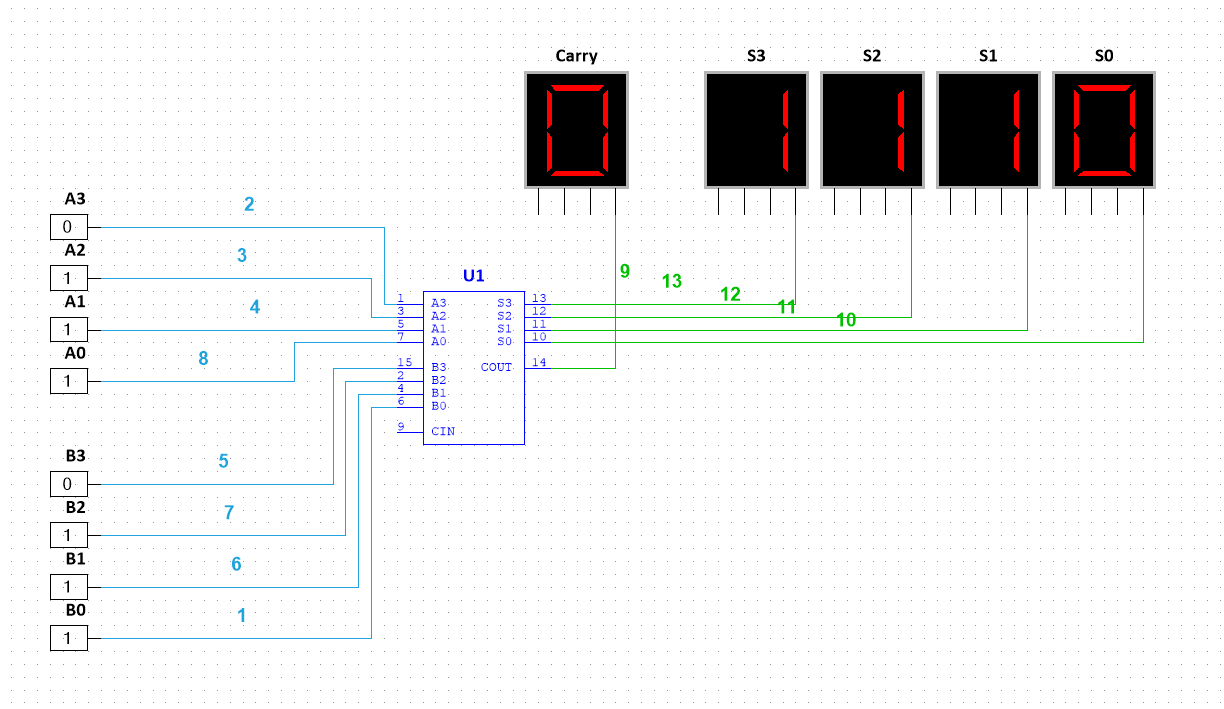 Carry S3 S2 S1 S0
0 1 1 1 0
A3 2
0
A2 3
1
A1 4
1
A0 8
1
B3 5
0
B2 7
1
B1 6
1
B0 1
1
U1
9 13 12 11 10
1 A3 S3 13
3 A2 S2 12
5 A1 S1 11
7 A0 S0 10
15 B3 COUT 14
2 B2
4 B1
6 B0
9 CIN